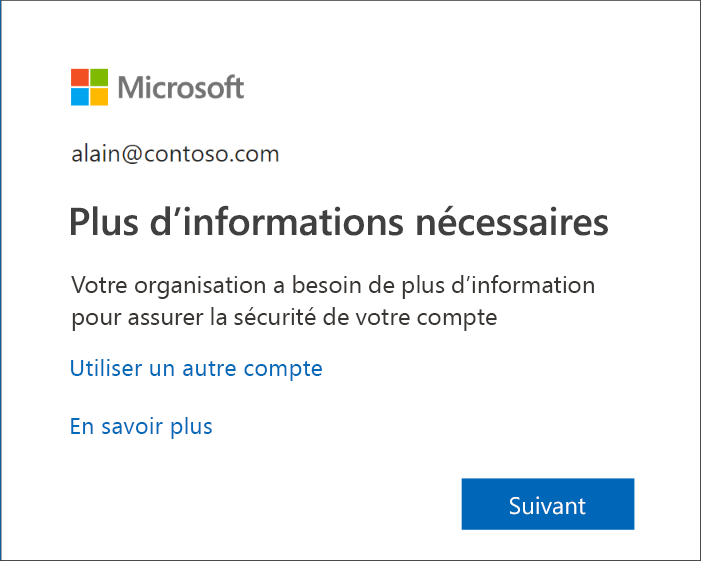 Microsoft
alain@contoso.com
Plus d’informations nécessaires
Votre organisation a besoin de plus d’information
pour assurer la sécurité de votre compte
Utiliser un autre compte
En savoir plus
Suivant